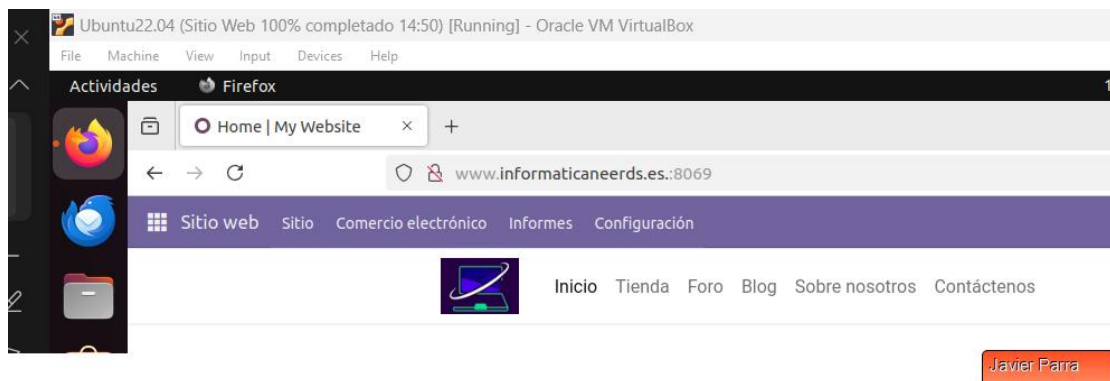 Ubuntu22.04 (Sitio Web 100% completado 14:50) [Running] - Oracle VM VirtualBox
File Machine View Input Devices Help
Actividades Firefox 1
Home | My Website
www.informaticaneerds.es.:8069
Sitio web Sitio Comercio electrónico Informes Configuración
Inicio Tienda Foro Blog Sobre nosotros Contáctenos
Javier Parra